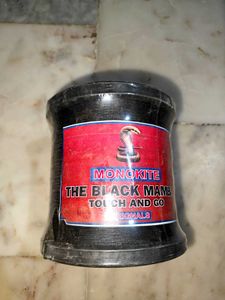 MONOKITE
THE BLACK MAMB
TOUCH AND GO